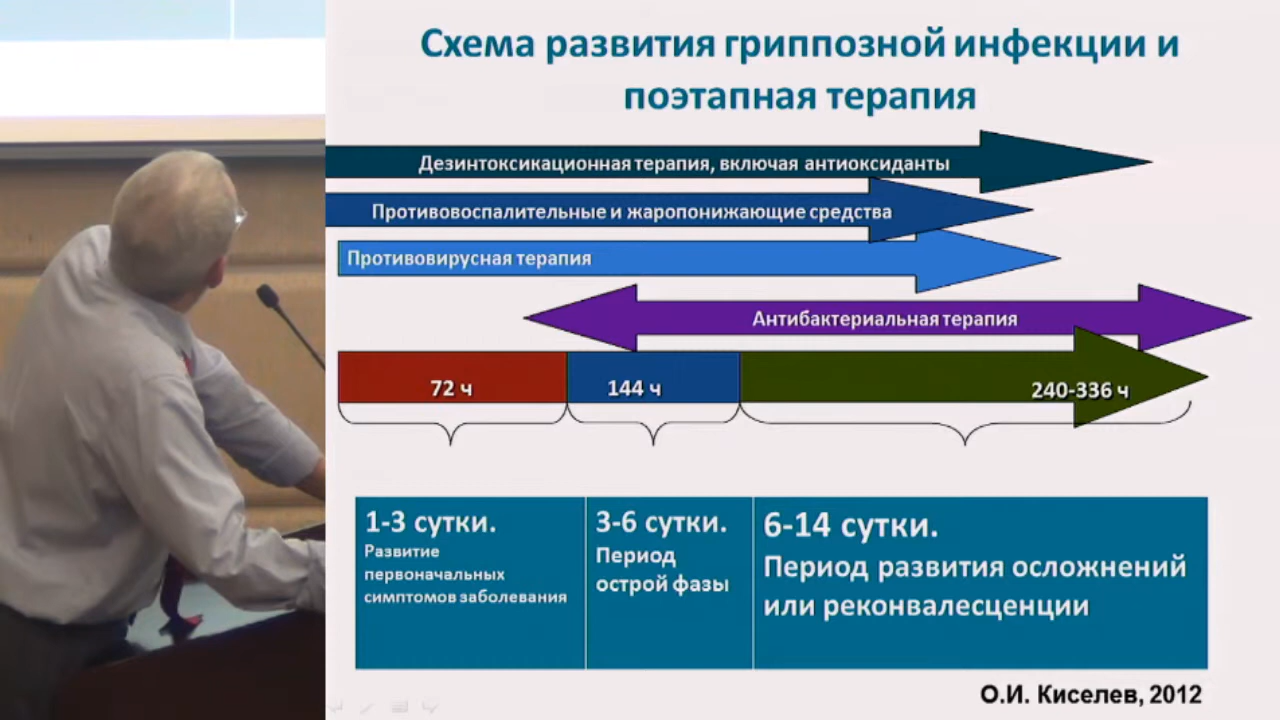 Схема развития гриппозной инфекции и
поэтапная терапия
Дезинтоксикационная терапия, включая антиоксиданты
Противовоспалительные и жаропонижающие средства
Противовирусная терапия
Антибактериальная терапия
72 ч
144 ч
240-336 ч
1-3 сутки.
Развитие
первоначальных
симптомов заболевания
3-6 сутки.
Период
острой фазы
6-14 сутки.
Период развития осложнений
или реконвалесценции
О.И. Киселев, 2012